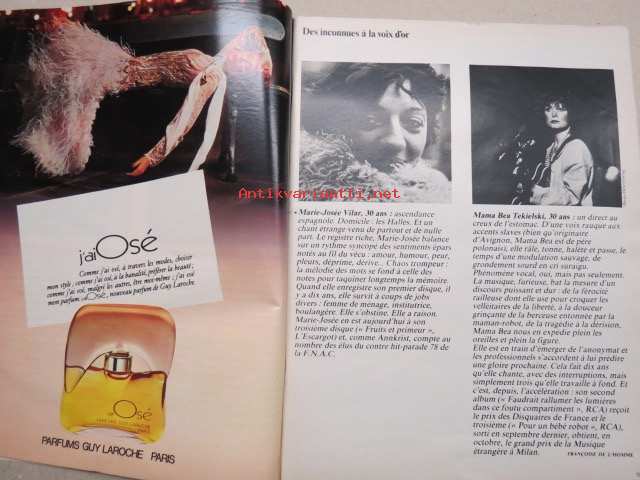 j'ai Osé
Comme j'ai osé, à travers les modes, choisir
mon style ; comme j'ai osé, à la banalité, préférer la beauté ;
comme j'ai osé, malgré les autres, être moi-même : j'ai osé
mon parfum. J'ai Osé, nouveau parfum de Guy Laroche.
J'ai Osé
PARFUM GUY LAROCHE
PARIS
PARFUMS GUY LAROCHE PARIS
Des inconnues à la voix d'or
Antikvariaatti.net
• Marie-Josée Vilar, 30 ans : ascendance
espagnole. Domicile : les Halles. Et un
chant étrange venu de partout et de nulle
part. Le registre riche, Marie-Josée balance
sur un rythme syncope des sentiments épars
notés au fil du vécu : amour, humour, peur,
pleurs, déprime, dérive... Chaos trompeur :
la mélodie des mots se fond à celle des
notes pour taquiner longtemps la mémoire.
Quand elle enregistre son premier disque, il
y a dix ans, elle survit à coups de jobs
divers : femme de ménage, institutrice,
boulangère. Elle s'obstine. Elle a raison.
Marie-Josée en est aujourd'hui à son
troisième disque (« Fruits et primeur »,
L'Escargot) et, comme Annkrist, compte au
nombre des élus du contre hit-parade 78 de
la F.N.A.C.
Mama Bea Tekielski, 30 ans : un direct au
creux de l'estomac. D'une voix rauque aux
accents slaves (bien qu'originaire
d'Avignon, Mama Bea est de père
polonais), elle râle, tonne, halète et passe, le
temps d'une modulation sauvage, de
grondement sourd en cri suraigu.
Phénomène vocal, oui, mais pas seulement.
La musique, farieuse, bat la mesure d'un
discours puissant et dur : de la férocité
railleuse dont elle use pour croquer les
velléitaires de la liberté, à la douceur
grinçante de la berceuse entonnée par la
maman-robot, de la tragédie à la dérision,
Mama Bea nous en expédie plein les
oreilles et plein la figure.
Elle est en train d'émerger de l'anonymat et
les professionnels s'accordent à lui prédire
une gloire prochaine. Cela fait dix ans
qu'elle chante, avec des interruptions, mais
simplement trois qu'elle travaille à fond. Et
c'est, depuis, l'accélération : son second
album (« Faudrait rallumer les lumières
dans ce foutu compartiment », RCA) reçoit
le prix des Disquaires de France et le
troisième (« Pour un bébé robot », RCA),
sorti en septembre dernier, obtient, en
octobre, le grand prix de la Musique
étrangère à Milan. FRANÇOISE DE L'HOMME